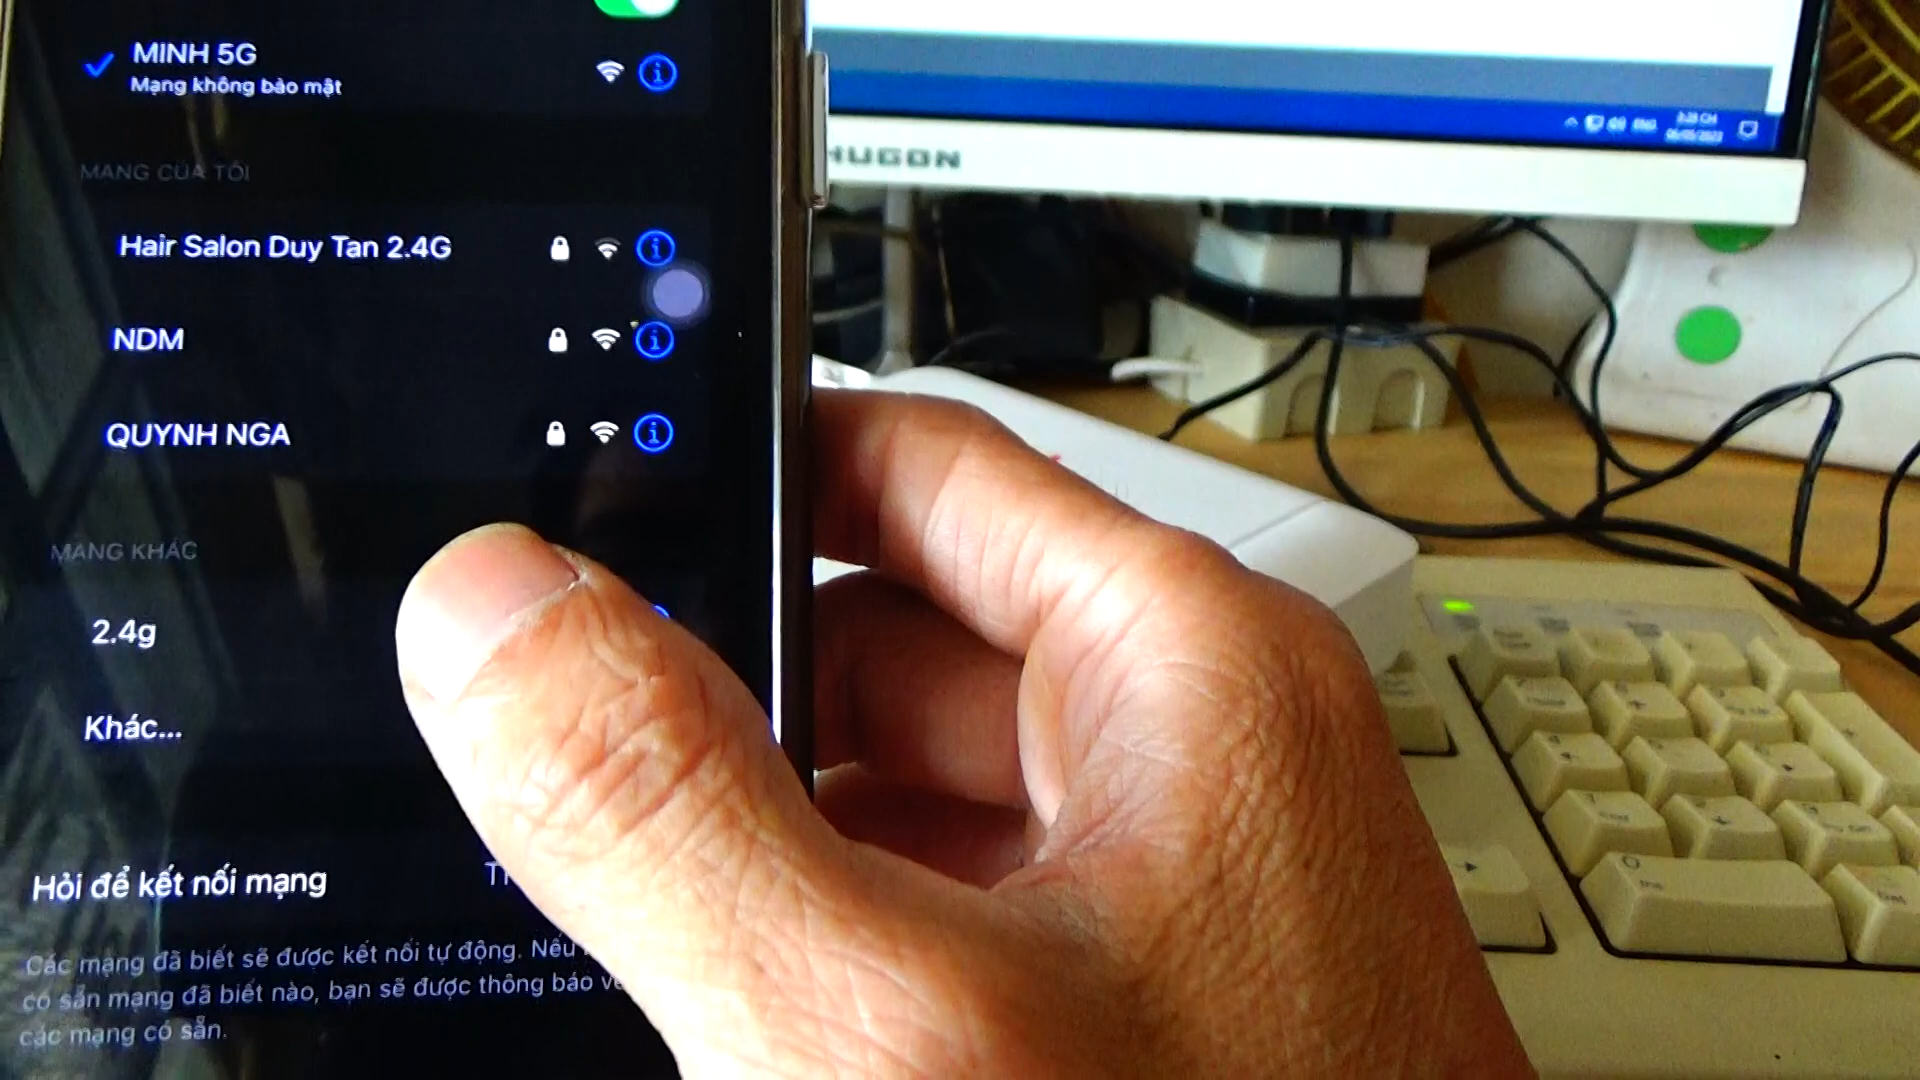 MINH 5G
Mạng không bảo mật
MẠNG CỦA TÔI
Hair Salon Duy Tan 2.4G
NDM
QUYNH NGA
MẠNG KHÁC
2.4g
Khác...
Hỏi để kết nối mạng
Các mạng đã biết sẽ được kết nối tự động. Nếu
có sẵn mạng đã biết nào, bạn sẽ được thông báo về
các mạng có sẵn.
HUGON
ENG